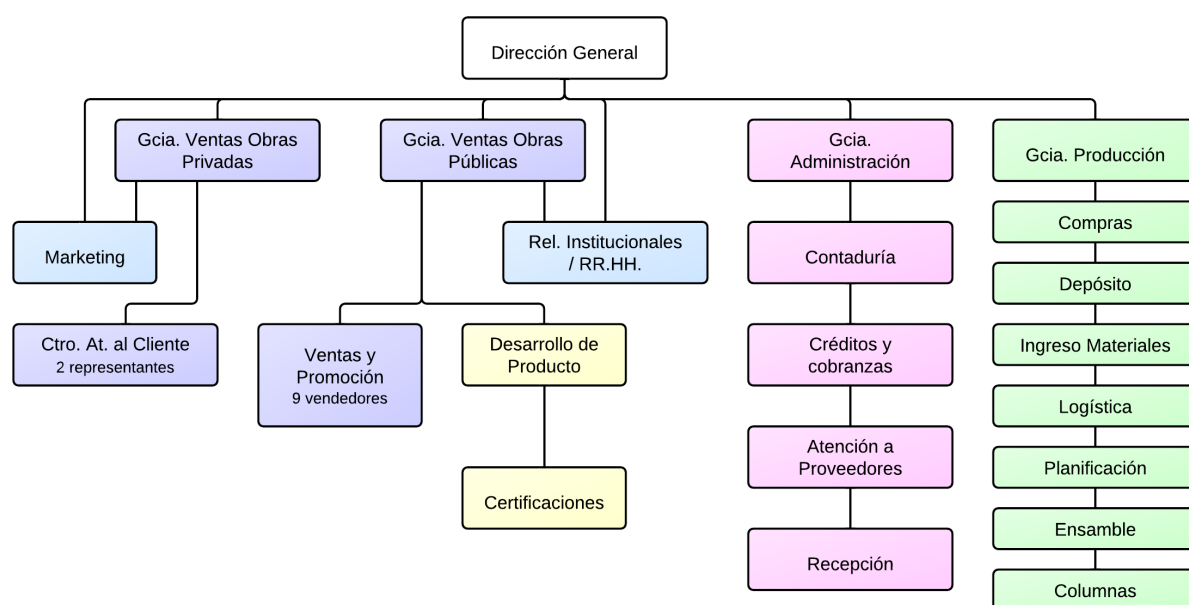 Dirección General
Gcia. Ventas Obras
Privadas
Gcia. Ventas Obras
Públicas
Gcia.
Administración
Gcia. Producción
Marketing
Rel. Institucionales
/ RR.HH.
Contaduría
Compras
Depósito
Ctro. At. al Cliente
2 representantes
Ventas y
Promoción
9 vendedores
Desarrollo de
Producto
Créditos y
cobranzas
Ingreso Materiales
Logística
Certificaciones
Atención a
Proveedores
Planificación
Ensamble
Recepción
Columnas